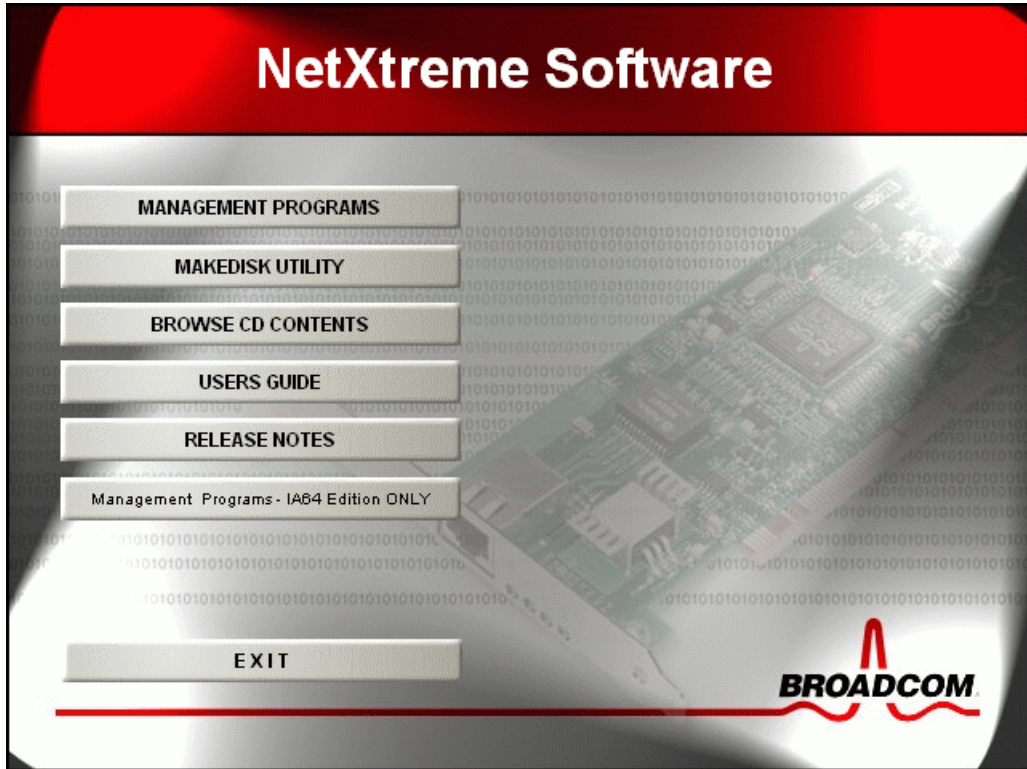 NetXtreme Software
MANAGEMENT PROGRAMS
MAKEDISK UTILITY
BROWSE CD CONTENTS
USERS GUIDE
RELEASE NOTES
Management Programs - IA64 Edition ONLY
EXIT
BROADCOM